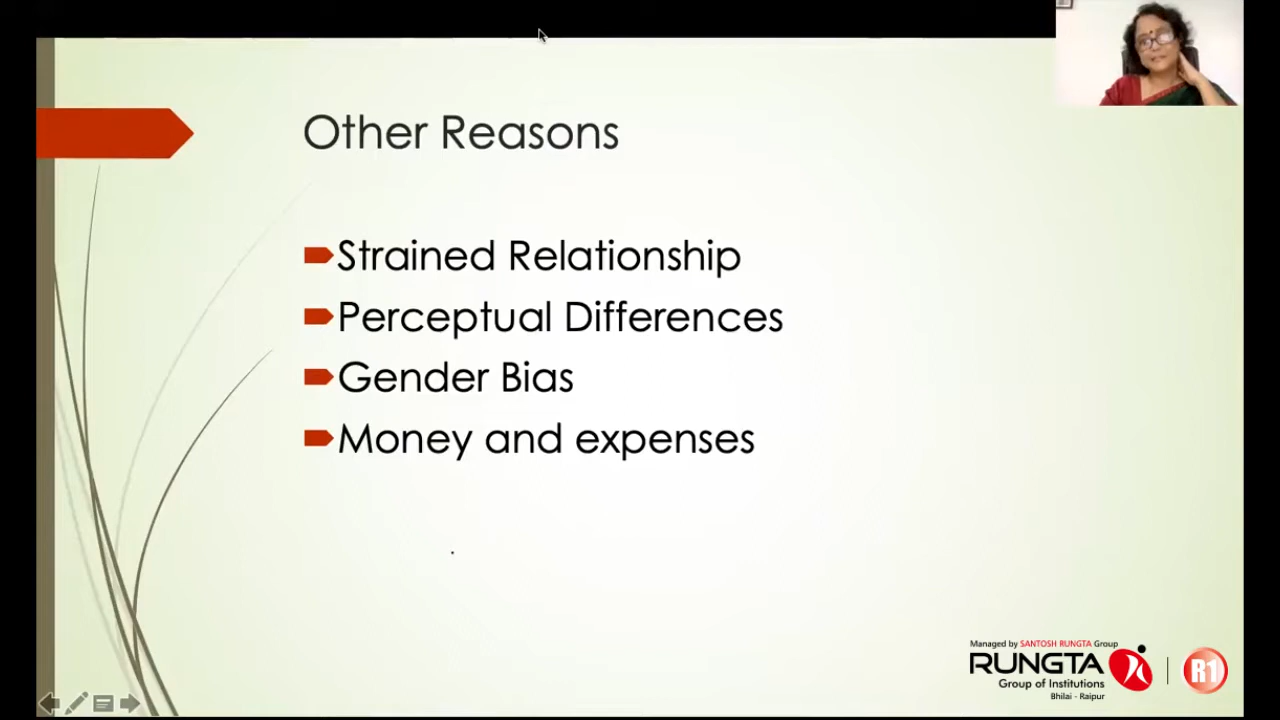 Other Reasons
Strained Relationship
Perceptual Differences
Gender Bias
Money and expenses
Managed by SANTOSH RUNGTA Group
RUNGTA
Group of Institutions
Bhilai - Raipur
R1